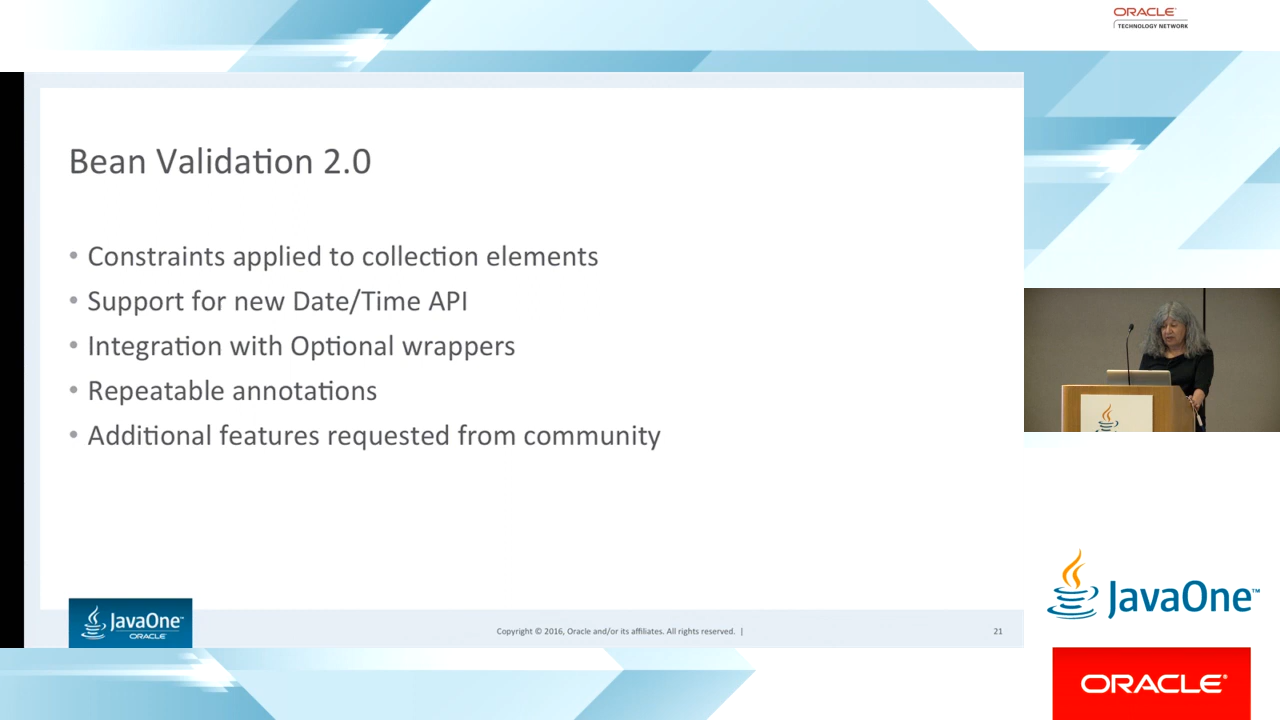 ORACLE
TECHNOLOGY NETWORK
Bean Validation 2.0
• Constraints applied to collection elements
• Support for new Date/Time API
• Integration with Optional wrappers
• Repeatable annotations
• Additional features requested from community
JavaOne™
ORACLE
Copyright © 2016, Oracle and/or its affiliates. All rights reserved. |
21
JavaOne™
ORACLE®